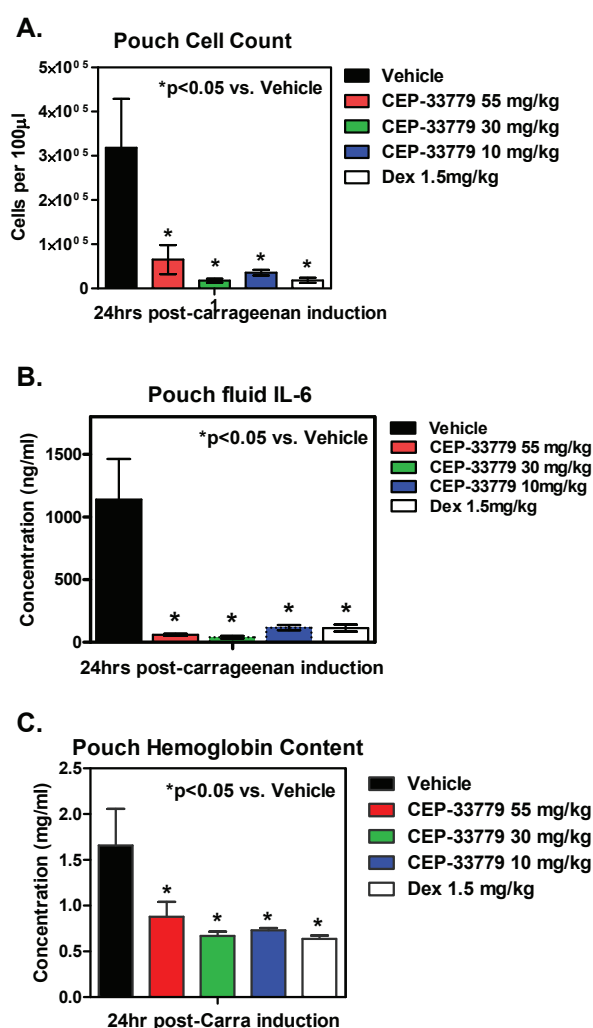 A.
Pouch Cell Count
5×10⁰⁵
4×10⁰⁵
3×10⁰⁵
2×10⁰⁵
1×10⁰⁵
0
Cells per 100µl
*p<0.05 vs. Vehicle
* * * *
1
24hrs post-carrageenan induction
Vehicle
CEP-33779 55 mg/kg
CEP-33779 30 mg/kg
CEP-33779 10 mg/kg
Dex 1.5mg/kg
B.
Pouch fluid IL-6
1500
1000
500
0
Concentration (ng/ml)
*p<0.05 vs. Vehicle
* * * *
24hrs post-carrageenan induction
Vehicle
CEP-33779 55 mg/kg
CEP-33779 30 mg/kg
CEP-33779 10mg/kg
Dex 1.5mg/kg
C.
Pouch Hemoglobin Content
2.5
2.0
1.5
1.0
0.5
0.0
Concentration (mg/ml)
*p<0.05 vs. Vehicle
* * * *
24hr post-Carra induction
Vehicle
CEP-33779 55 mg/kg
CEP-33779 30 mg/kg
CEP-33779 10 mg/kg
Dex 1.5 mg/kg